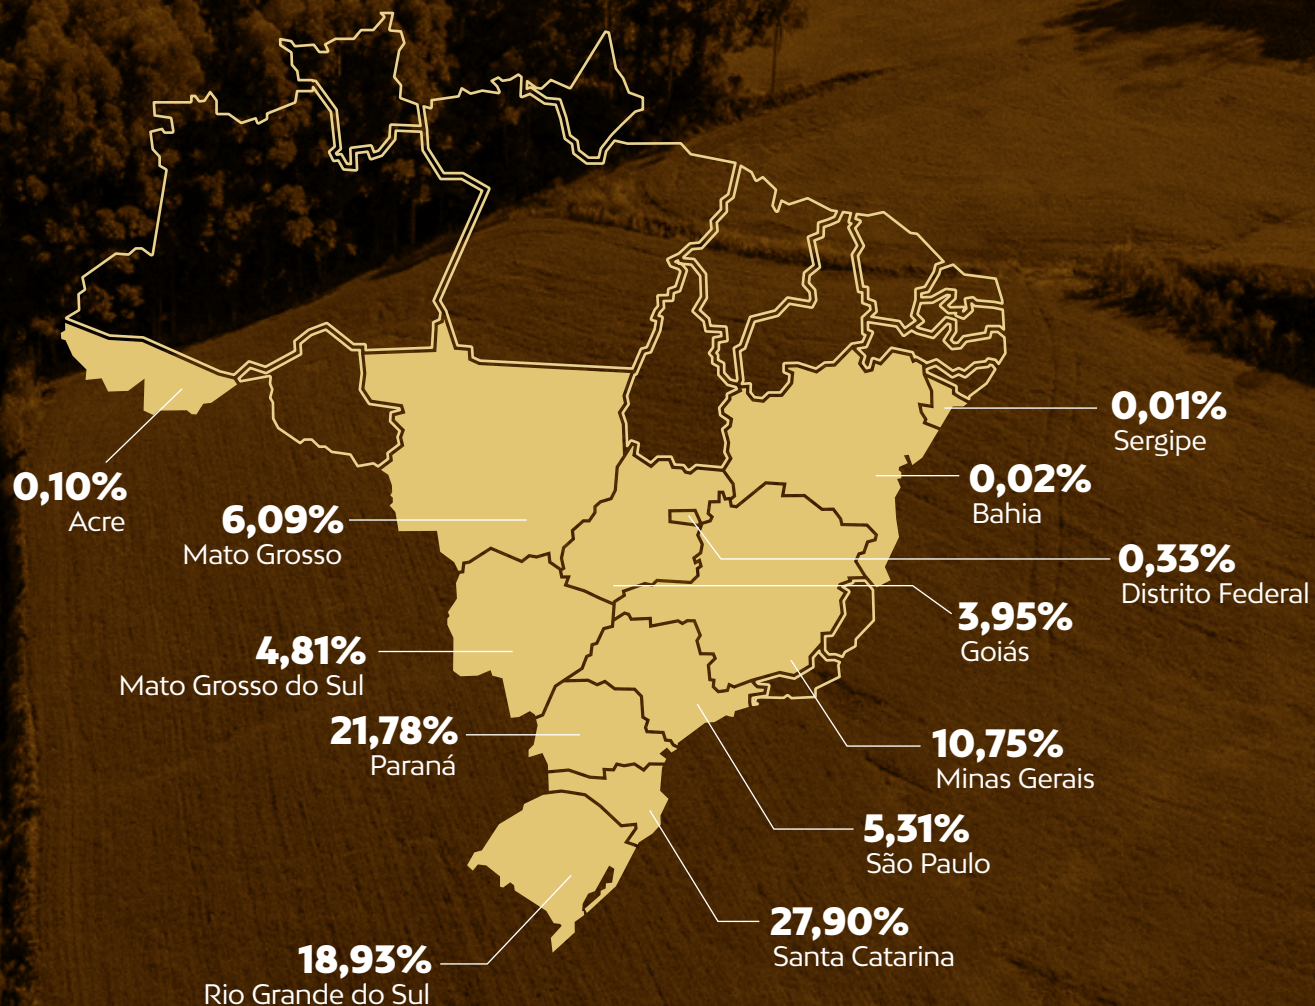 0,01%
Sergipe
0,02%
Bahia
0,10%
Acre
6,09%
Mato Grosso
0,33%
Distrito Federal
3,95%
Goiás
4,81%
Mato Grosso do Sul
21,78%
Paraná
10,75%
Minas Gerais
5,31%
São Paulo
27,90%
Santa Catarina
18,93%
Rio Grande do Sul